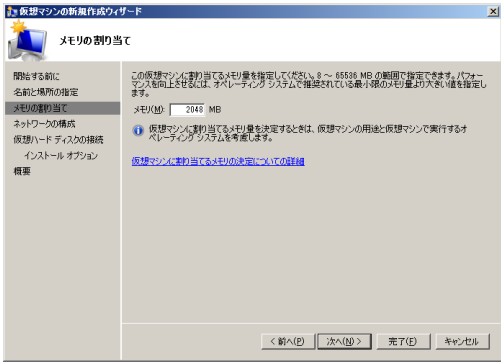 仮想マシンの新規作成ウィザード
メモリの割り当て
開始する前に
名前と場所の指定
メモリの割り当て
ネットワークの構成
仮想ハード ディスクの接続
インストール オプション
概要
この仮想マシンに割り当てるメモリ量を指定してください。8 ～ 65536 MB の範囲で指定できます。パフォー
マンスを向上させるには、オペレーティング システムで推奨されている最小限のメモリ量より大きい値を指定し
ます。
メモリ(M): 2048 MB
仮想マシンに割り当てるメモリ量を決定するときは、仮想マシンの用途と仮想マシンで実行するオ
ペレーティング システムを考慮します。
仮想マシンに割り当てるメモリの決定についての詳細
< 前へ(P) 次へ(N) > 完了(F) キャンセル